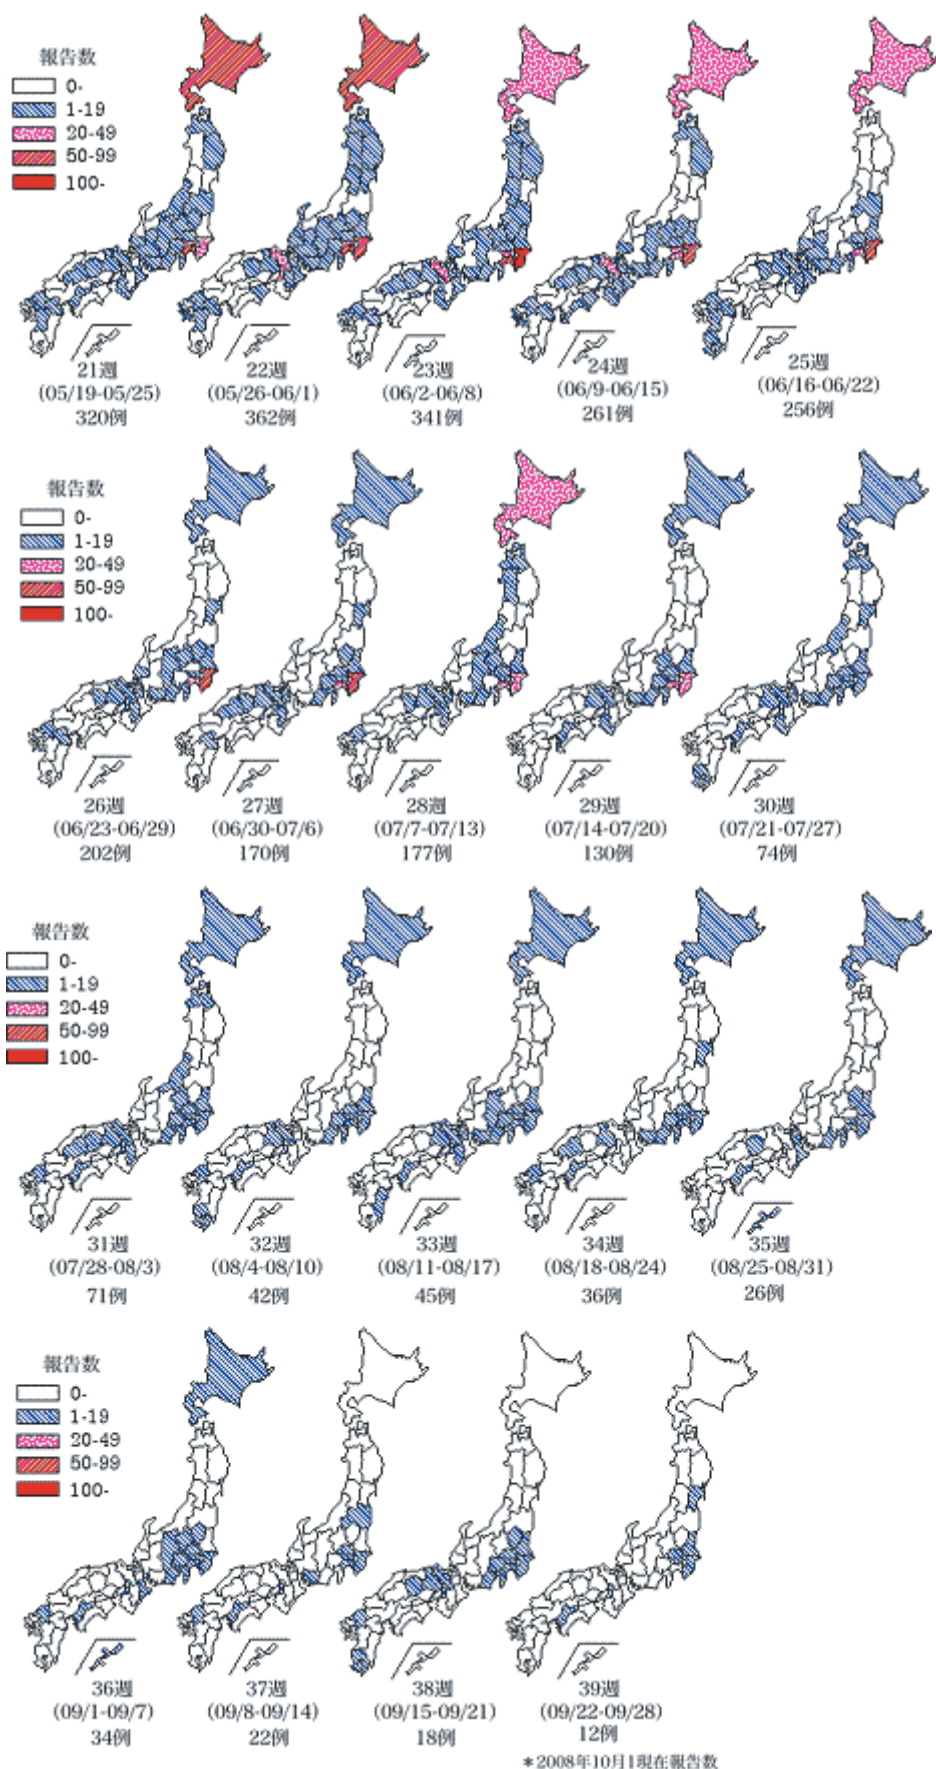 報告数
0-
1-19
20-49
50-99
100-
21週
(05/19-05/25)
320例
22週
(05/26-06/1)
362例
23週
(06/2-06/8)
341例
24週
(06/9-06/15)
261例
25週
(06/16-06/22)
256例
報告数
0-
1-19
20-49
50-99
100-
26週
(06/23-06/29)
202例
27週
(06/30-07/6)
170例
28週
(07/7-07/13)
177例
29週
(07/14-07/20)
130例
30週
(07/21-07/27)
74例
報告数
0-
1-19
20-49
50-99
100-
31週
(07/28-08/3)
71例
32週
(08/4-08/10)
42例
33週
(08/11-08/17)
45例
34週
(08/18-08/24)
36例
35週
(08/25-08/31)
26例
報告数
0-
1-19
20-49
50-99
100-
36週
(09/1-09/7)
34例
37週
(09/8-09/14)
22例
38週
(09/15-09/21)
18例
39週
(09/22-09/28)
12例
*2008年10月1現在報告数